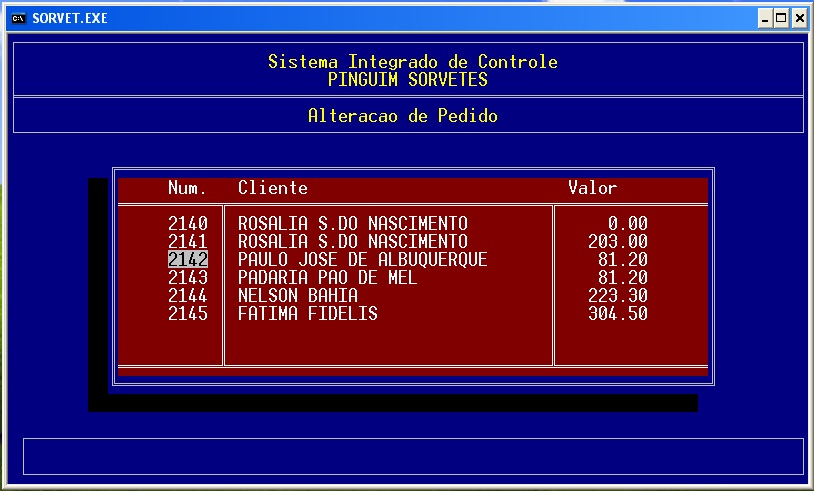 SORVET.EXE
Sistema Integrado de Controle
PINGUIM SORVETES
Alteracao de Pedido
Num. Cliente Valor
2140 ROSALIA S.DO NASCIMENTO 0.00
2141 ROSALIA S.DO NASCIMENTO 203.00
2142 PAULO JOSE DE ALBUQUERQUE 81.20
2143 PADARIA PAO DE MEL 81.20
2144 NELSON BAHIA 223.30
2145 FATIMA FIDELIS 304.50